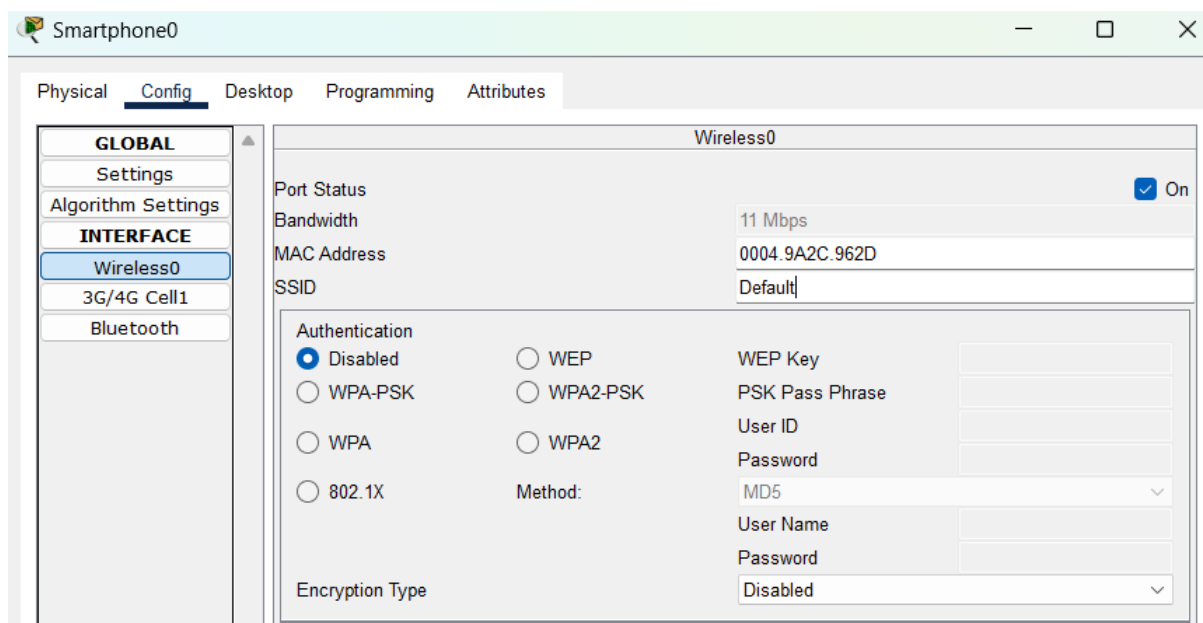 Smartphone0
Physical Config Desktop Programming Attributes
GLOBAL
Settings
Algorithm Settings
INTERFACE
Wireless0
3G/4G Cell1
Bluetooth
Wireless0
Port Status On
Bandwidth 11 Mbps
MAC Address 0004.9A2C.962D
SSID Default
Authentication
Disabled WEP WEP Key
WPA-PSK WPA2-PSK PSK Pass Phrase
User ID
WPA WPA2
Password
802.1X Method: MD5
User Name
Password
Encryption Type Disabled